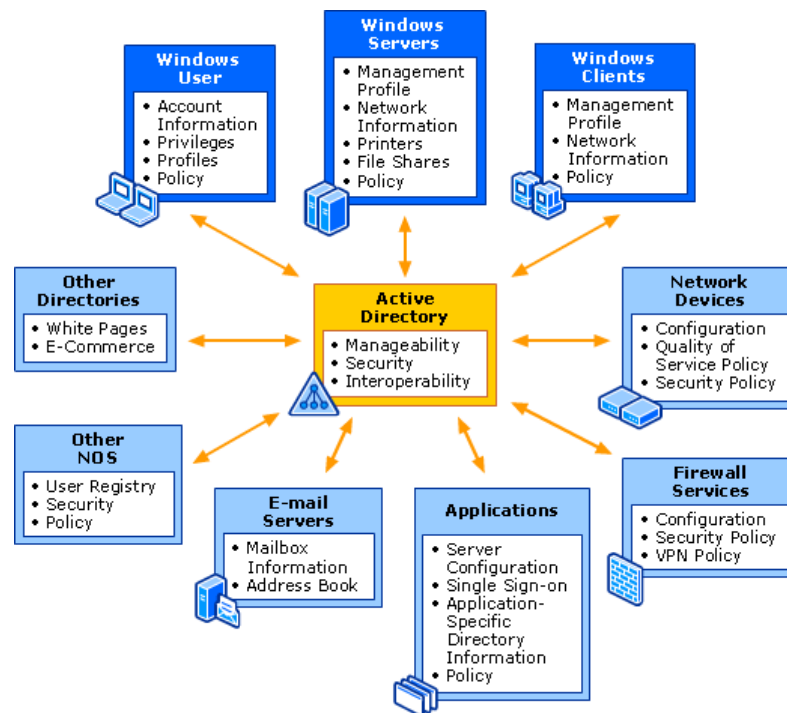 Windows
User
• Account
Information
• Privileges
• Profiles
• Policy
Windows
Servers
• Management
Profile
• Network
Information
• Printers
• File Shares
• Policy
Windows
Clients
• Management
Profile
• Network
Information
• Policy
Other
Directories
• White Pages
• E-Commerce
Active
Directory
• Manageability
• Security
• Interoperability
Network
Devices
• Configuration
• Quality of
Service Policy
• Security Policy
Other
NOS
• User Registry
• Security
• Policy
E-mail
Servers
• Mailbox
Information
• Address Book
Applications
• Server
Configuration
• Single Sign-on
• Application-
Specific
Directory
Information
• Policy
Firewall
Services
• Configuration
• Security Policy
• VPN Policy